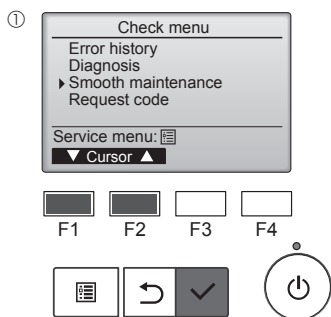 ①
Check menu
Error history
Diagnosis
Smooth maintenance
Request code
Service menu:
▼ Cursor ▲
F1 F2 F3 F4